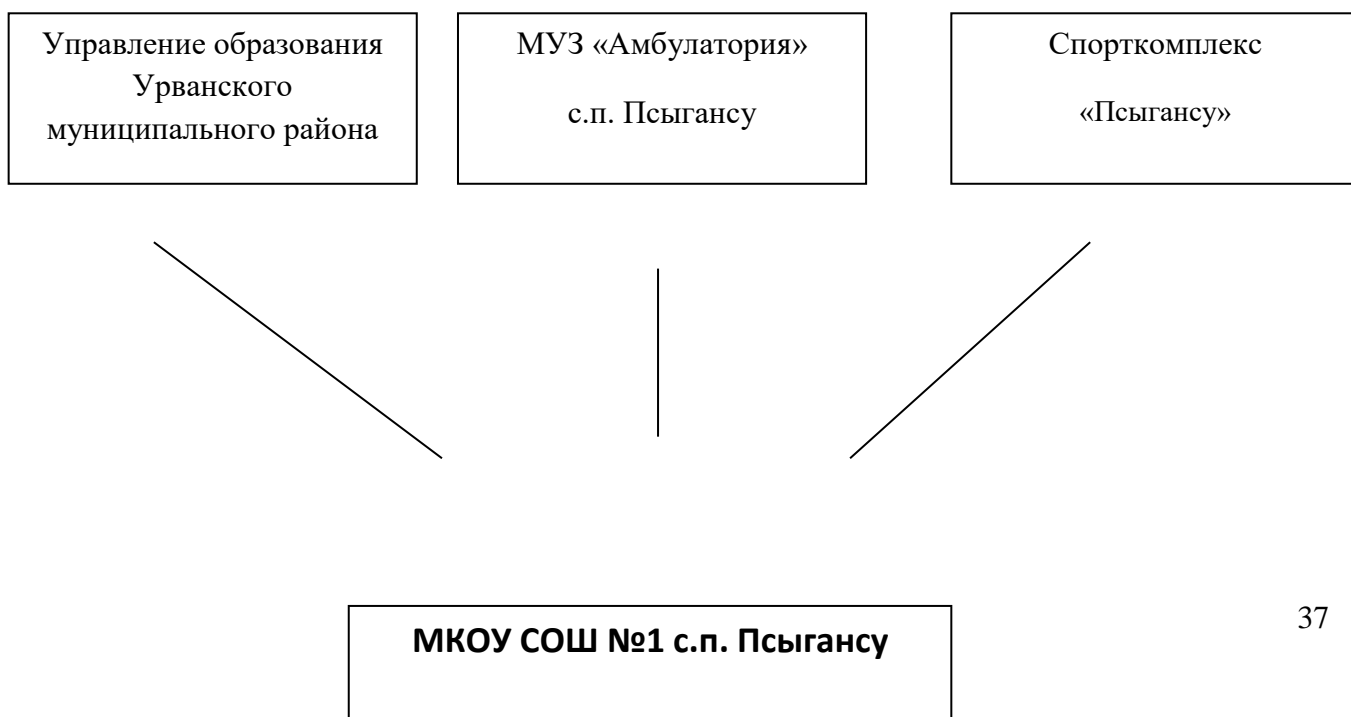 Управление образования
Урванского
муниципального района
МУЗ «Амбулатория»
с.п. Псыгансу
Спорткомплекс
«Псыгансу»
37
МКОУ СОШ №1 с.п. Псыгансу